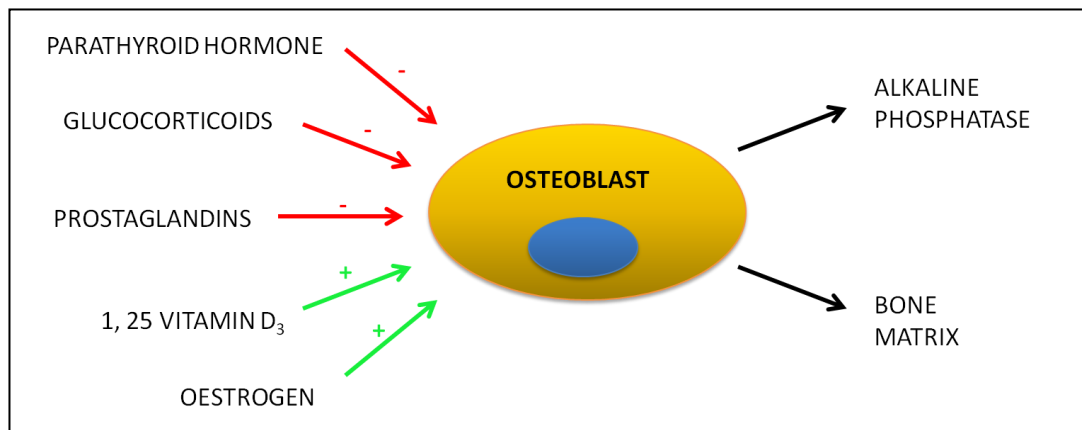 PARATHYROID HORMONE
-
GLUCOCORTICOIDS
-
PROSTAGLANDINS
-
+
1, 25 VITAMIN D₃
+
OESTROGEN
OSTEOBLAST
ALKALINE
PHOSPHATASE
BONE
MATRIX